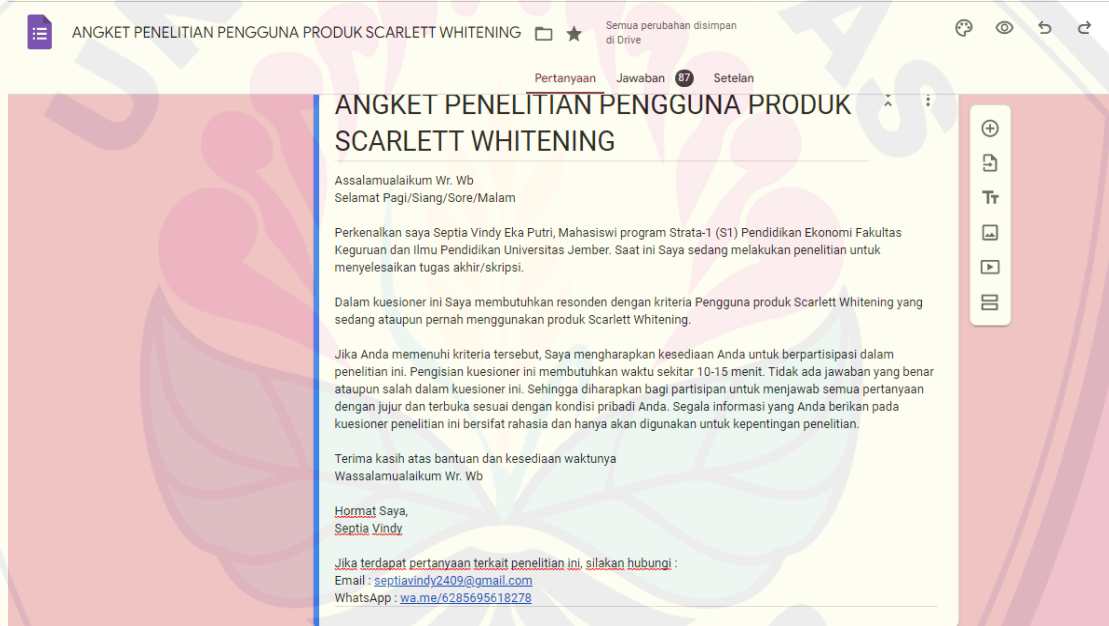 ANGKET PENELITIAN PENGGUNA PRODUK SCARLETT WHITENING
Semua perubahan disimpan
di Drive
Pertanyaan Jawaban 87 Setelan
ANGKET PENELITIAN PENGGUNA PRODUK
SCARLETT WHITENING
Assalamualaikum Wr. Wb
Selamat Pagi/Siang/Sore/Malam
Perkenalkan saya Septia Vindy Eka Putri, Mahasiswi program Strata-1 (S1) Pendidikan Ekonomi Fakultas
Keguruan dan Ilmu Pendidikan Universitas Jember. Saat ini Saya sedang melakukan penelitian untuk
menyelesaikan tugas akhir/skripsi.
Dalam kuesioner ini Saya membutuhkan resonden dengan kriteria Pengguna produk Scarlett Whitening yang
sedang ataupun pernah menggunakan produk Scarlett Whitening.
Jika Anda memenuhi kriteria tersebut, Saya mengharapkan kesediaan Anda untuk berpartisipasi dalam
penelitian ini. Pengisian kuesioner ini membutuhkan waktu sekitar 10-15 menit. Tidak ada jawaban yang benar
ataupun salah dalam kuesioner ini. Sehingga diharapkan bagi partisipan untuk menjawab semua pertanyaan
dengan jujur dan terbuka sesuai dengan kondisi pribadi Anda. Segala informasi yang Anda berikan pada
kuesioner penelitian ini bersifat rahasia dan hanya akan digunakan untuk kepentingan penelitian.
Terima kasih atas bantuan dan kesediaan waktunya
Wassalamualaikum Wr. Wb
Hormat Saya,
Septia Vindy
Jika terdapat pertanyaan terkait penelitian ini, silakan hubungi :
Email : septiavindy2409@gmail.com
WhatsApp : wa.me/6285695618278